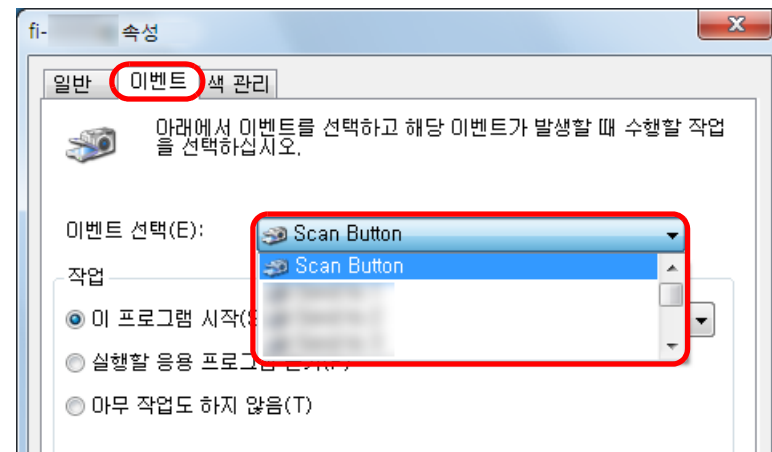 fi- 속성
일반 이벤트 색 관리
아래에서 이벤트를 선택하고 해당 이벤트가 발생할 때 수행할 작업
을 선택하십시오.
이벤트 선택(E): Scan Button
Scan Button
작업
이 프로그램 시작(
실행할 응용 프로그
아무 작업도 하지 않음(T)